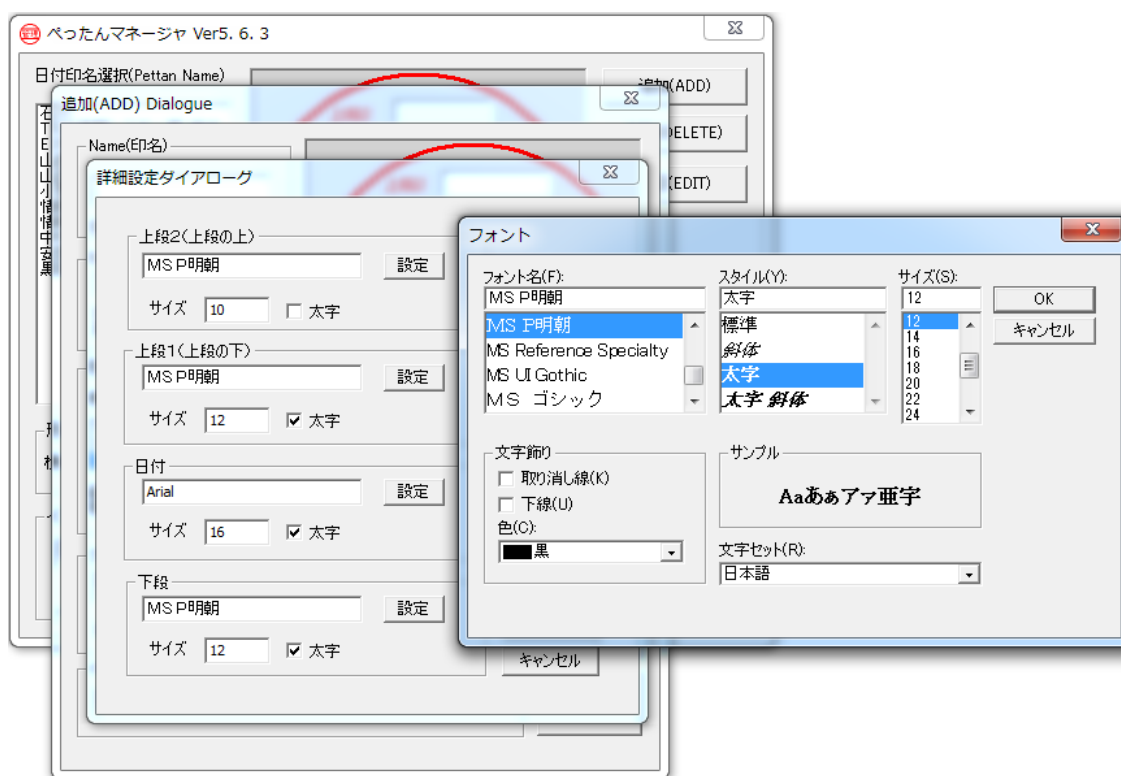 ぺったんマネージャ Ver5. 6. 3
日付印名選択(Pettan Name)
(ADD)
追加(ADD) Dialogue
DELETE)
Name(印名)
(EDIT)
詳細設定ダイアローグ
上段2(上段の上)
MS P明朝
設定
サイズ 10 太字
上段1(上段の下)
MS P明朝
設定
サイズ 12 太字
日付
Arial
設定
サイズ 16 太字
下段
MS P明朝
設定
サイズ 12 太字
キャンセル
フォント
フォント名(F):
MS P明朝
MS P明朝
MS Reference Specialty
MS UI Gothic
MS ゴシック
スタイル(Y):
太字
標準
斜体
太字
太字 斜体
サイズ(S):
12
12
14
16
18
20
22
24
OK
キャンセル
文字飾り
取り消し線(K)
下線(U)
色(C):
黒
サンプル
Aaあぁアァ亜宇
文字セット(R):
日本語